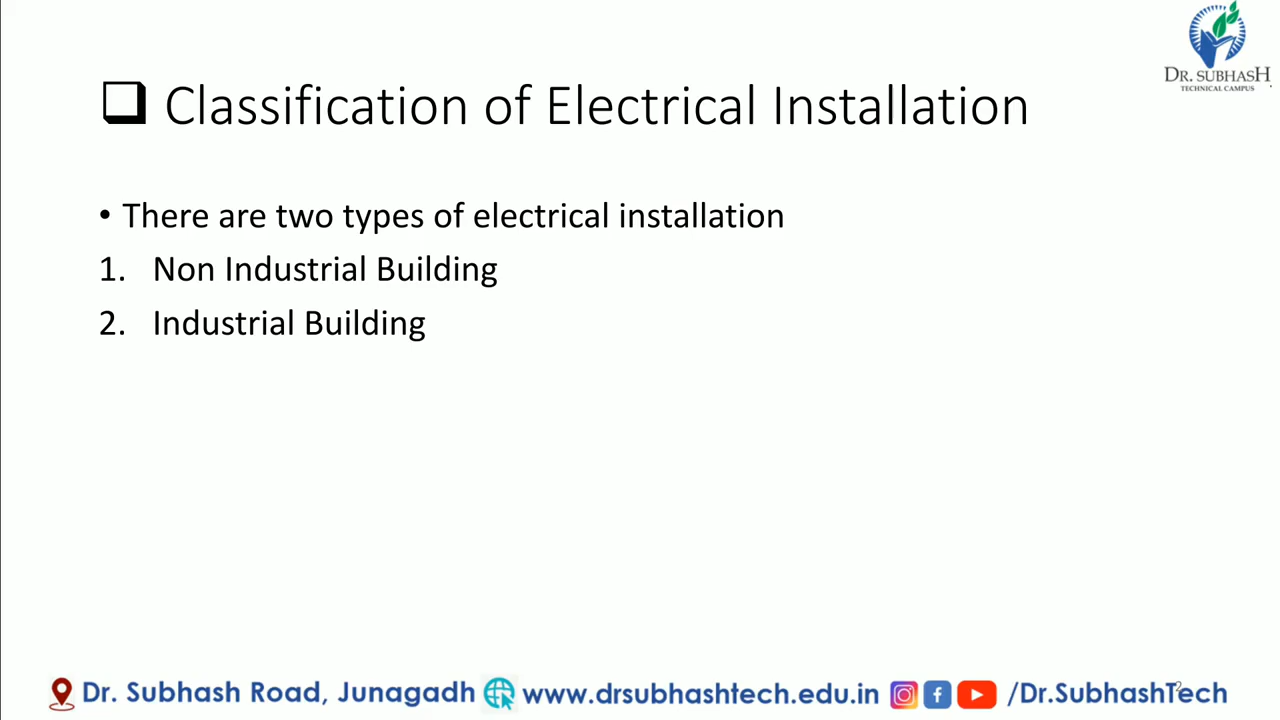 DR. SUBHASH
TECHNICAL CAMPUS
Classification of Electrical Installation
• There are two types of electrical installation
1. Non Industrial Building
2. Industrial Building
Dr. Subhash Road, Junagadh www.drsubhashtech.edu.in /Dr.SubhashTech
2